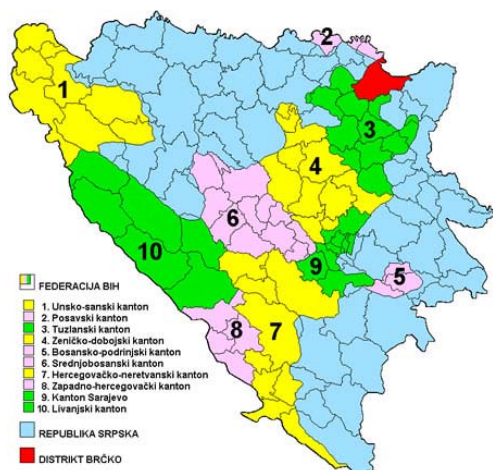 2
1
3
4
6
10
9
5
8
7
FEDERACIJA BIH
1. Unsko-sanski kanton
2. Posavski kanton
3. Tuzlanski kanton
4. Zeničko-dobojski kanton
5. Bosansko-podrinjski kanton
6. Srednjobosanski kanton
7. Hercegovačko-neretvanski kanton
8. Zapadno-hercegovački kanton
9. Kanton Sarajevo
10. Livanjski kanton
REPUBLIKA SRPSKA
DISTRIKT BRČKO